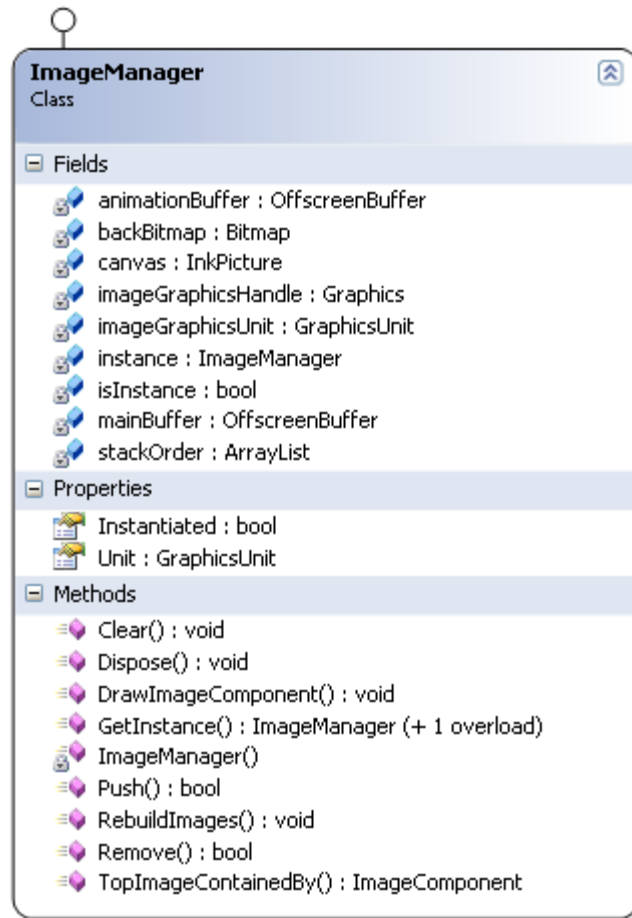 ImageManager
Class
Fields
animationBuffer : OffscreenBuffer
backBitmap : Bitmap
canvas : InkPicture
imageGraphicsHandle : Graphics
imageGraphicsUnit : GraphicsUnit
instance : ImageManager
isInstance : bool
mainBuffer : OffscreenBuffer
stackOrder : ArrayList
Properties
Instantiated : bool
Unit : GraphicsUnit
Methods
Clear() : void
Dispose() : void
DrawImageComponent() : void
GetInstance() : ImageManager (+ 1 overload)
ImageManager()
Push() : bool
RebuildImages() : void
Remove() : bool
TopImageContainedBy() : ImageComponent